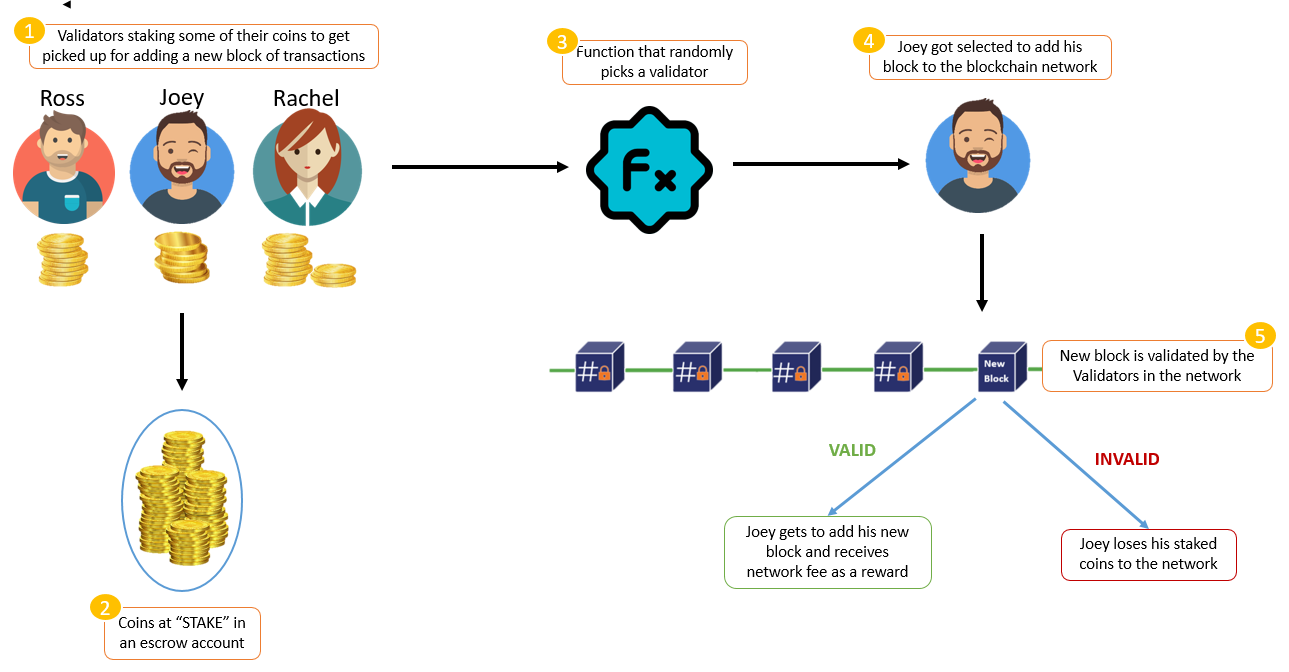 1
Validators staking some of their coins to get
picked up for adding a new block of transactions
Ross
Joey
Rachel
2
Coins at “STAKE” in
an escrow account
3
Function that randomly
picks a validator
Fx
4
Joey got selected to add his
block to the blockchain network
#
#
#
#
New
Block
5
New block is validated by the
Validators in the network
VALID
INVALID
Joey gets to add his new
block and receives
network fee as a reward
Joey loses his staked
coins to the network